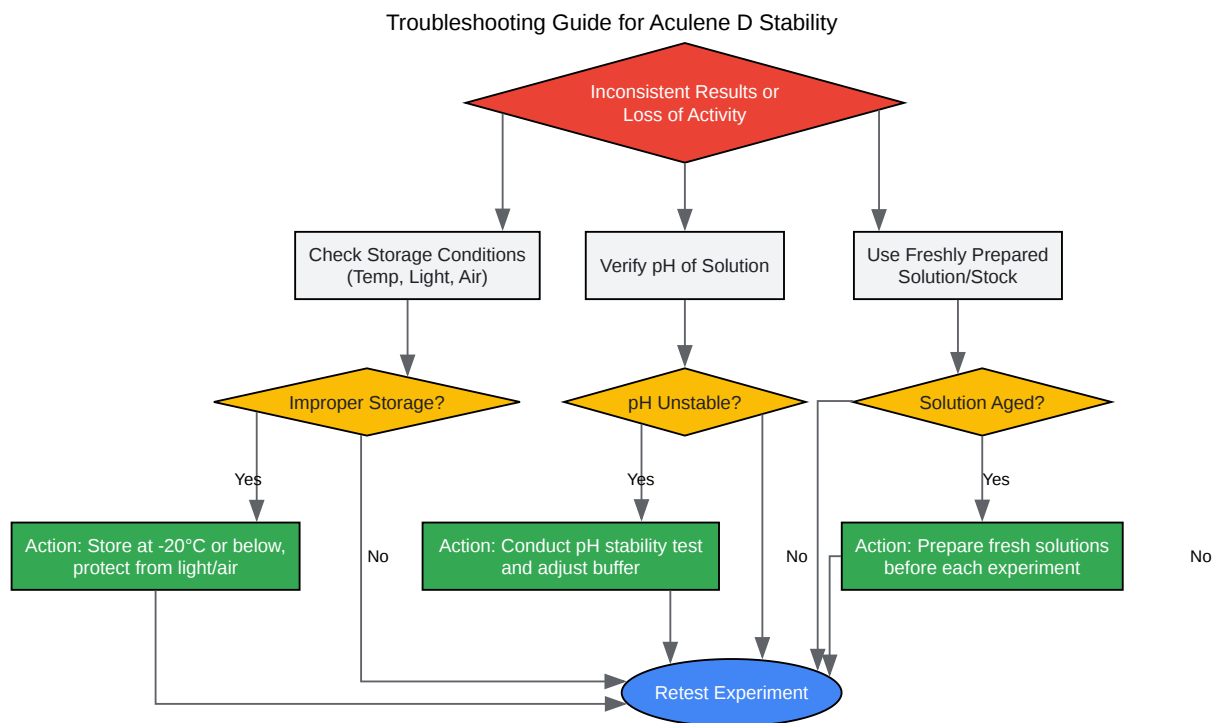 Troubleshooting Guide for Aculene D Stability
Inconsistent Results or
Loss of Activity
Check Storage Conditions
(Temp, Light, Air)
Verify pH of Solution
Use Freshly Prepared
Solution/Stock
Improper Storage?
pH Unstable?
Solution Aged?
Yes
Yes
Yes
Action: Store at -20°C or below,
protect from light/air
No
Action: Conduct pH stability test
and adjust buffer
No
Action: Prepare fresh solutions
before each experiment
No
Retest Experiment